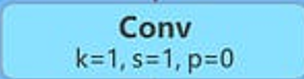 Conv
k=1, s=1, p=0